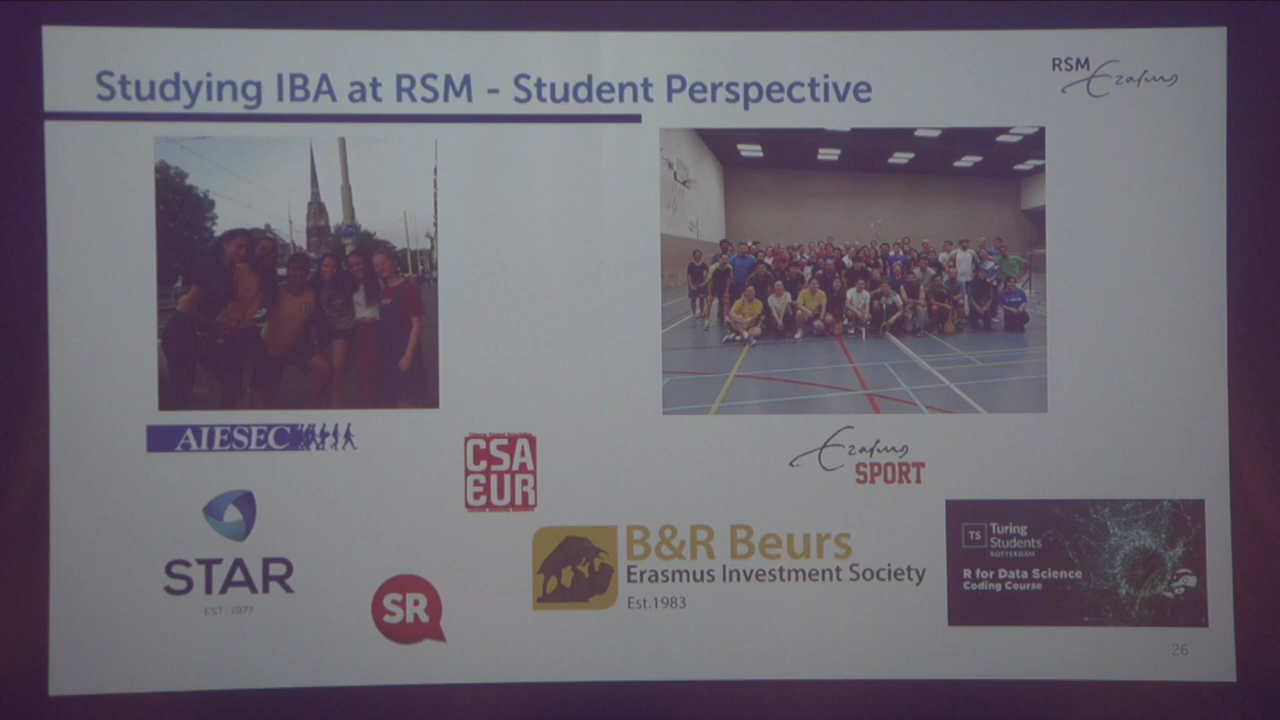 Studying IBA at RSM - Student Perspective
RSM
Erasmus
AIESEC
CSA
EUR
Erasmus
SPORT
STAR
EST. 1977
SR
B&R Beurs
Erasmus Investment Society
Est.1983
TS
Turing
Students
ROTTERDAM
R for Data Science
Coding Course
26